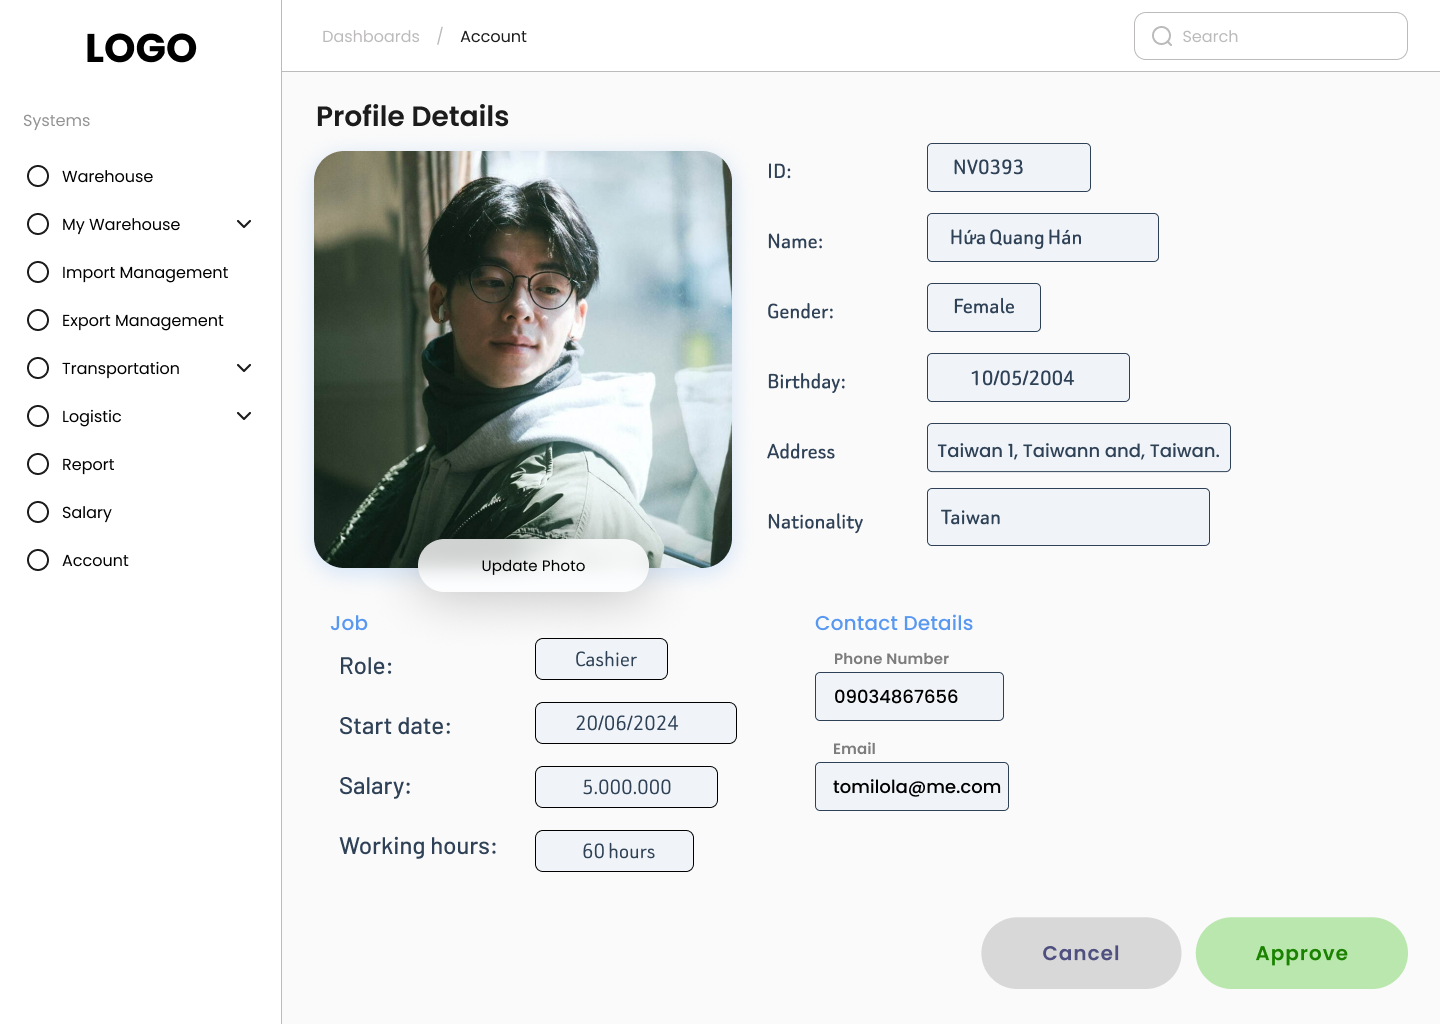 LOGO
Dashboards / Account
Search
Systems
Warehouse
My Warehouse
Import Management
Export Management
Transportation
Logistic
Report
Salary
Account
Profile Details
Update Photo
ID: NV0393
Name: Hứa Quang Hán
Gender: Female
Birthday: 10/05/2004
Address Taiwan 1, Taiwann and, Taiwan.
Nationality Taiwan
Job
Role: Cashier
Start date: 20/06/2024
Salary: 5.000.000
Working hours: 60 hours
Contact Details
Phone Number
09034867656
Email
tomilola@me.com
Cancel
Approve